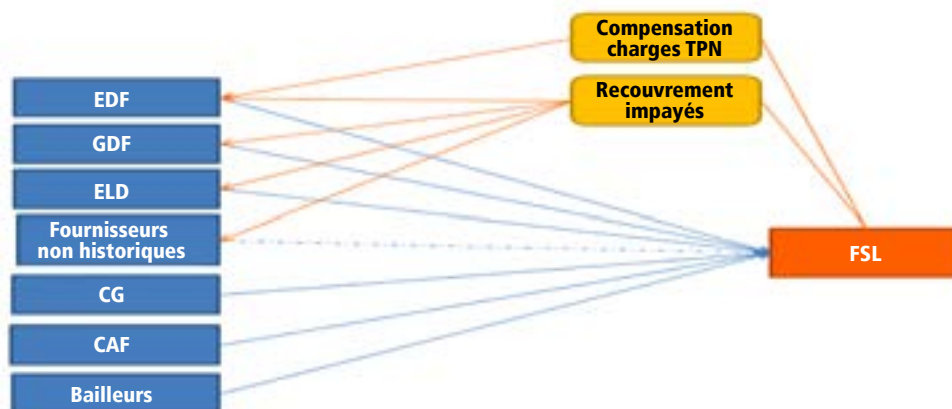 Compensation
charges TPN
Recouvrement
impayés
EDF
GDF
ELD
Fournisseurs
non historiques
CG
CAF
Bailleurs
FSL